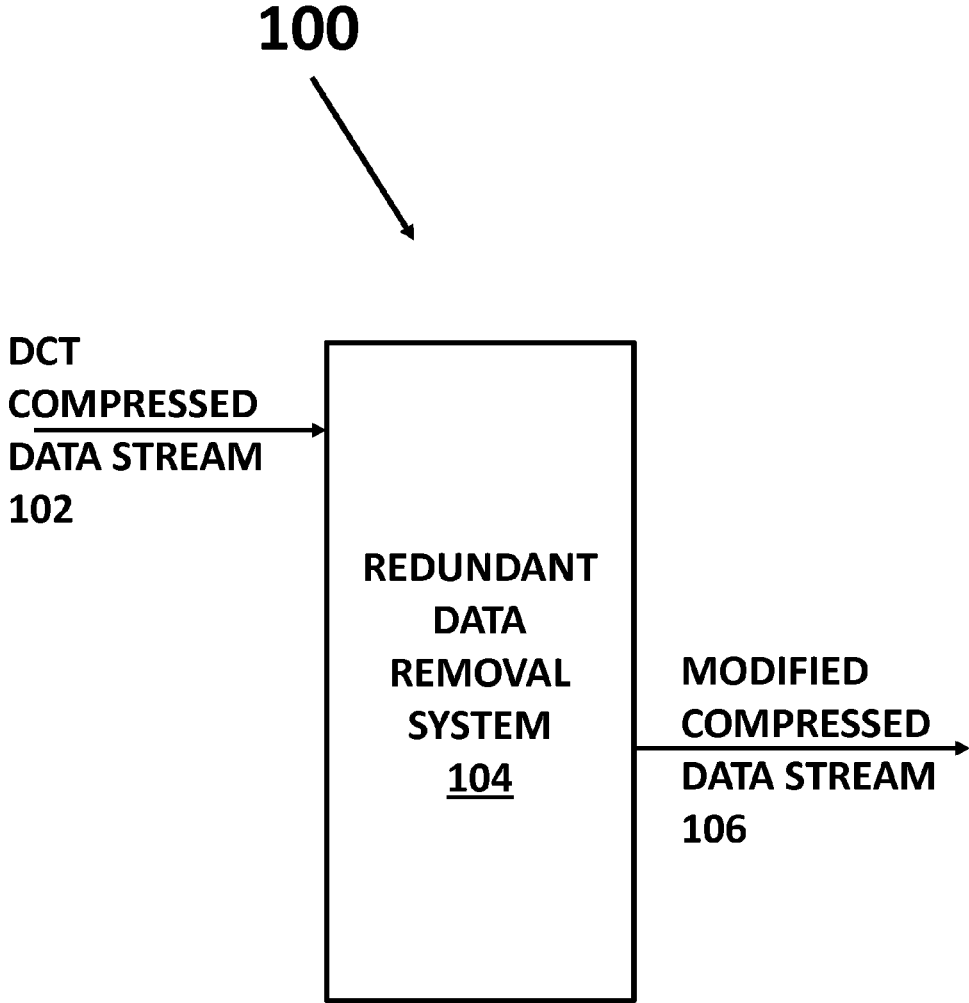 100
DCT
COMPRESSED
DATA STREAM
102
REDUNDANT
DATA
REMOVAL
SYSTEM
104
MODIFIED
COMPRESSED
DATA STREAM
106